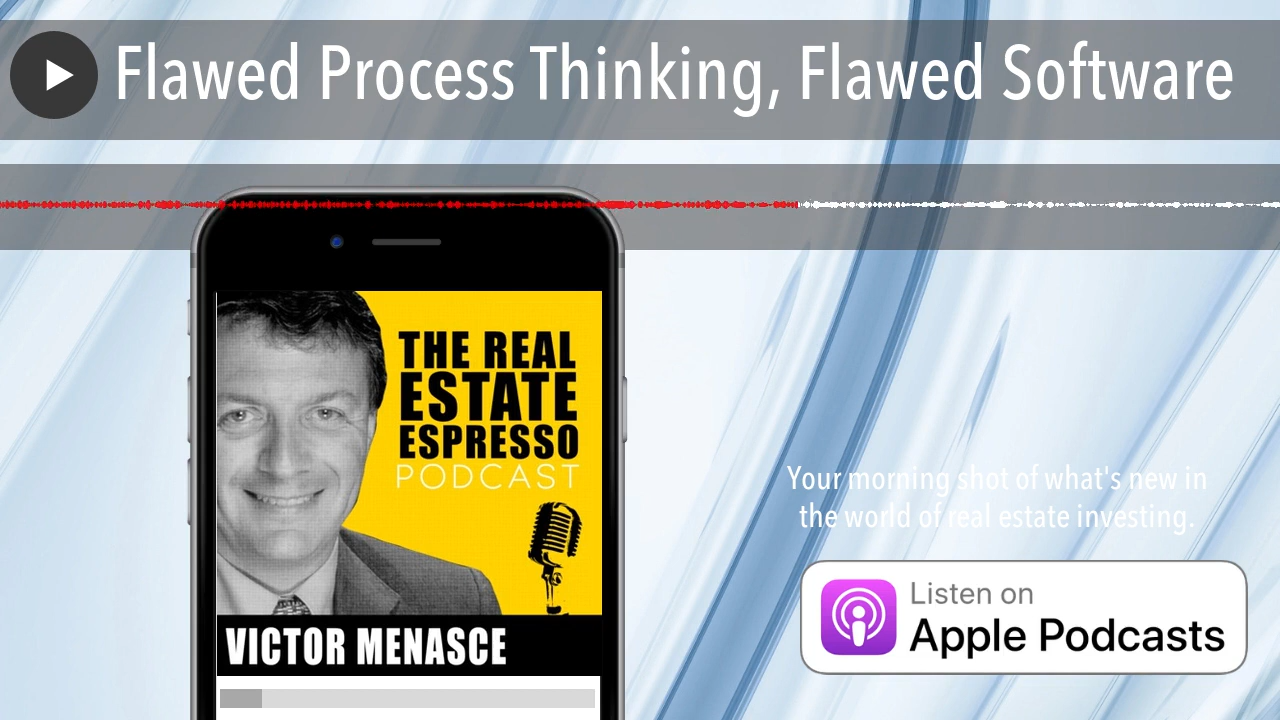 Flawed Process Thinking, Flawed Software
THE REAL
ESTATE
ESPRESSO
PODCAST
VICTOR MENASCE
Your morning shot of what's new in
the world of real estate investing.
Listen on
Apple Podcasts